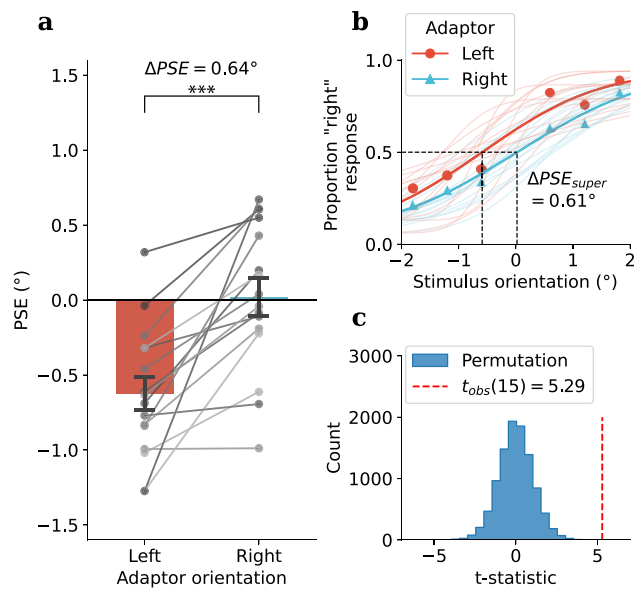 a
ΔPSE = 0.64°
***
1.5
1.0
0.5
0.0
−0.5
−1.0
−1.5
PSE (°)
Left
Right
Adaptor orientation
b
Adaptor
Left
Right
1.0
0.5
0.0
Proportion "right"
response
ΔPSEsuper
= 0.61°
−2
−1
0
1
2
Stimulus orientation (°)
c
3000
2000
1000
0
Count
Permutation
tobs(15) = 5.29
−5
0
5
t-statistic